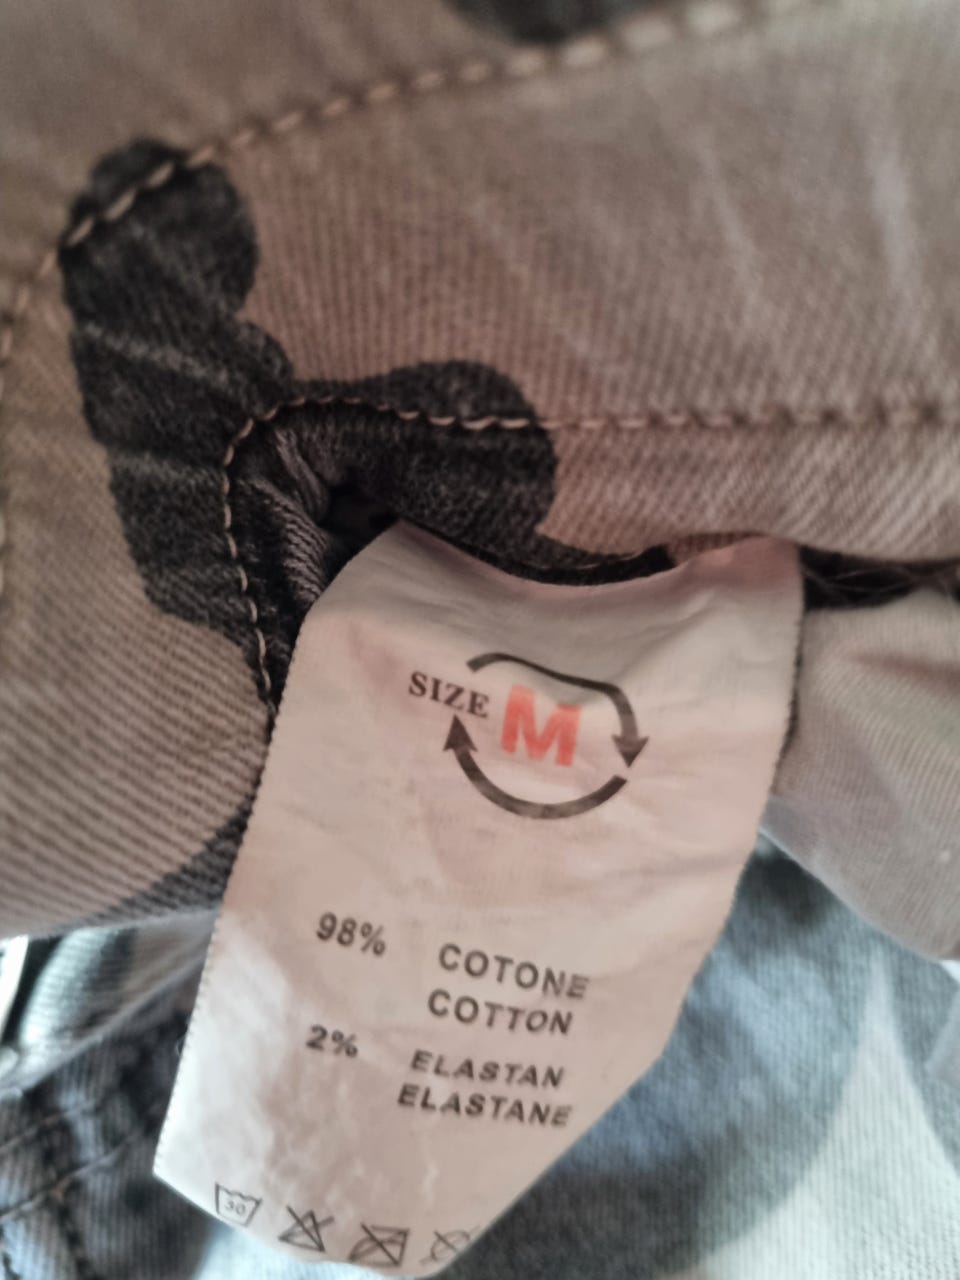 SIZE M
98% COTONE
COTTON
2% ELASTAN
ELASTANE
30